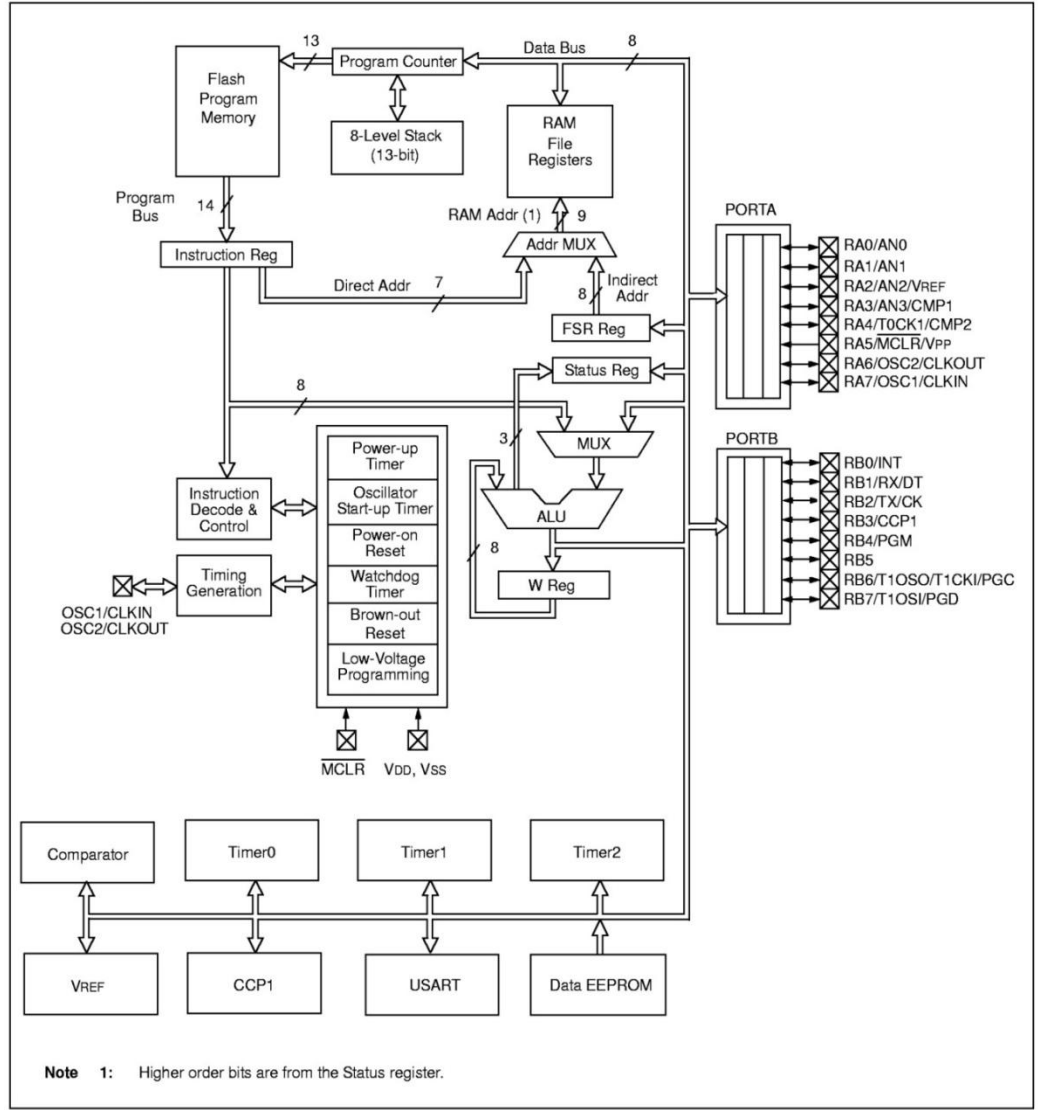 13
Data Bus
8
Program Counter
Flash
Program
Memory
8-Level Stack
(13-bit)
RAM
File
Registers
Program
Bus
14
RAM Addr (1)
9
Addr MUX
Instruction Reg
Direct Addr
7
Indirect
Addr
8
FSR Reg
Status Reg
8
3
MUX
Power-up
Timer
Oscillator
Start-up Timer
Power-on
Reset
Watchdog
Timer
Brown-out
Reset
Low-Voltage
Programming
Instruction
Decode &
Control
Timing
Generation
OSC1/CLKIN
OSC2/CLKOUT
ALU
8
W Reg
MCLR
VDD, VSS
PORTA
RA0/AN0
RA1/AN1
RA2/AN2/VREF
RA3/AN3/CMP1
RA4/T0CK1/CMP2
RA5/MCLR/VPP
RA6/OSC2/CLKOUT
RA7/OSC1/CLKIN
PORTB
RB0/INT
RB1/RX/DT
RB2/TX/CK
RB3/CCP1
RB4/PGM
RB5
RB6/T1OSO/T1CKI/PGC
RB7/T1OSI/PGD
Comparator
Timer0
Timer1
Timer2
VREF
CCP1
USART
Data EEPROM
Note 1: Higher order bits are from the Status register.